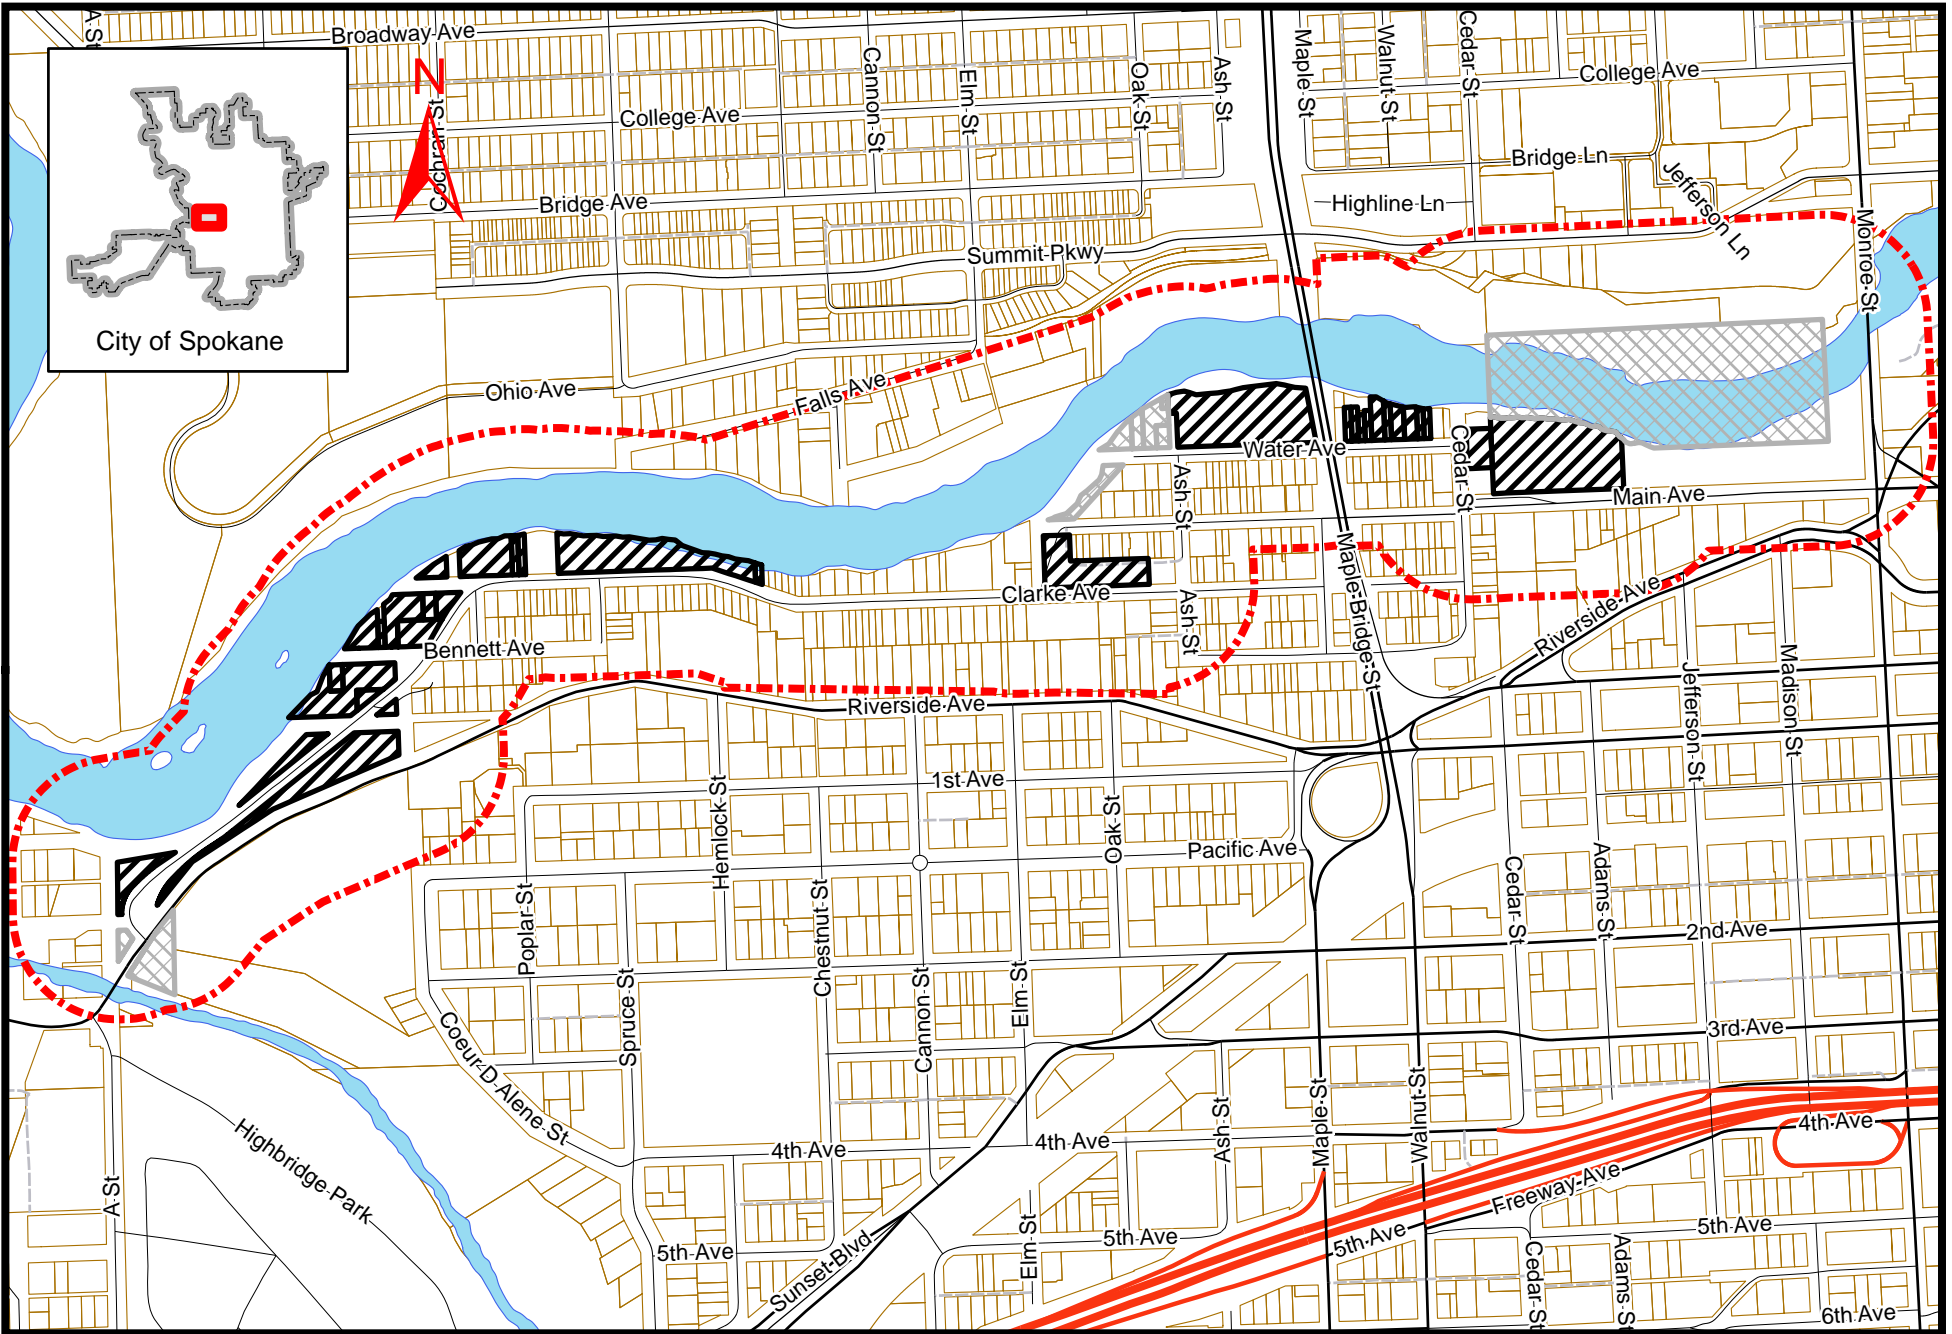 A St
Broadway Ave
N
City of Spokane
Cochran St
Cannon St
Elm St
Oak St
Ash St
Maple St
Walnut St
Cedar St
College Ave
College Ave
Bridge Ln
Jefferson Ln
Highline Ln
Bridge Ave
Summit Pkwy
Monroe St
Ohio Ave
Falls Ave
Water Ave
Cedar St
Ash St
Main Ave
Maple Bridge St
Clarke Ave
Ash St
Riverside Ave
Bennett Ave
Jefferson St
Madison St
Riverside Ave
1st Ave
Hemlock St
Oak St
Pacific Ave
Poplar St
Chestnut St
Cedar St
Adams St
2nd Ave
Spruce St
Cannon St
Elm St
Coeur D Alene St
3rd Ave
Highbridge Park
A St
4th Ave
4th Ave
Ash St
Maple St
Walnut St
4th Ave
Freeway Ave
5th Ave
Sunset Blvd
Elm St
5th Ave
5th Ave
Cedar St
Adams St
5th Ave
6th Ave